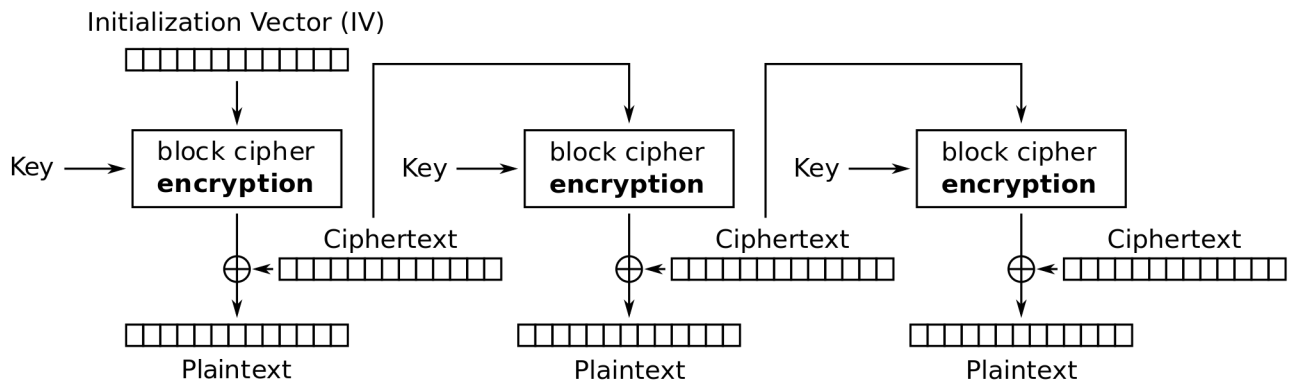 Initialization Vector (IV)
Key
block cipher
encryption
Ciphertext
Plaintext
Key
block cipher
encryption
Ciphertext
Plaintext
Key
block cipher
encryption
Ciphertext
Plaintext